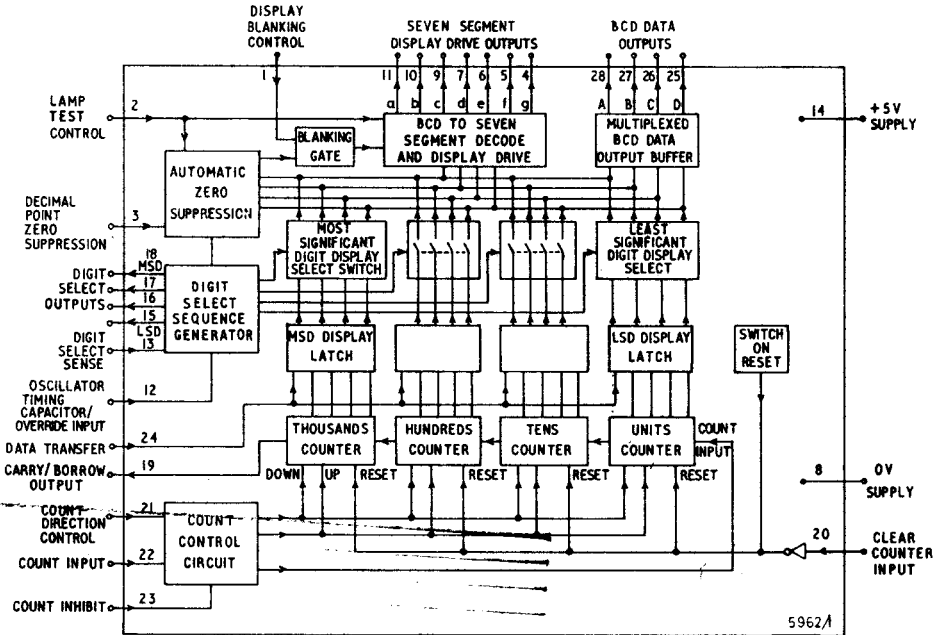 DISPLAY
BLANKING
CONTROL
SEVEN SEGMENT
DISPLAY DRIVE OUTPUTS
BCD DATA
OUTPUTS
1
11
10
9
7
6
5
4
28
27
26
25
a
b
c
d
e
f
g
A
B
C
D
LAMP
TEST
CONTROL
2
BLANKING
GATE
BCD TO SEVEN
SEGMENT DECODE
AND DISPLAY DRIVE
MULTIPLEXED
BCD DATA
OUTPUT BUFFER
14
+5V
SUPPLY
AUTOMATIC
ZERO
SUPPRESSION
DECIMAL
POINT
ZERO
SUPPRESSION
3
MOST
SIGNIFICANT
DIGIT DISPLAY
SELECT SWITCH
LEAST
SIGNIFICANT
DIGIT DISPLAY
SELECT
DIGIT
SELECT
OUTPUTS
18
MSD
17
16
15
LSD
DIGIT
SELECT
SENSE
13
DIGIT
SELECT
SEQUENCE
GENERATOR
MSD DISPLAY
LATCH
LSD DISPLAY
LATCH
SWITCH
ON
RESET
OSCILLATOR
TIMING
CAPACITOR/
OVERRIDE INPUT
12
DATA TRANSFER
24
CARRY/BORROW
OUTPUT
19
THOUSANDS
COUNTER
HUNDREDS
COUNTER
TENS
COUNTER
UNITS
COUNTER
COUNT
INPUT
DOWN
UP
RESET
RESET
RESET
RESET
8
0V
SUPPLY
COUNT
DIRECTION
CONTROL
21
COUNT
CONTROL
CIRCUIT
COUNT INPUT
22
COUNT INHIBIT
23
20
CLEAR
COUNTER
INPUT
5962/1